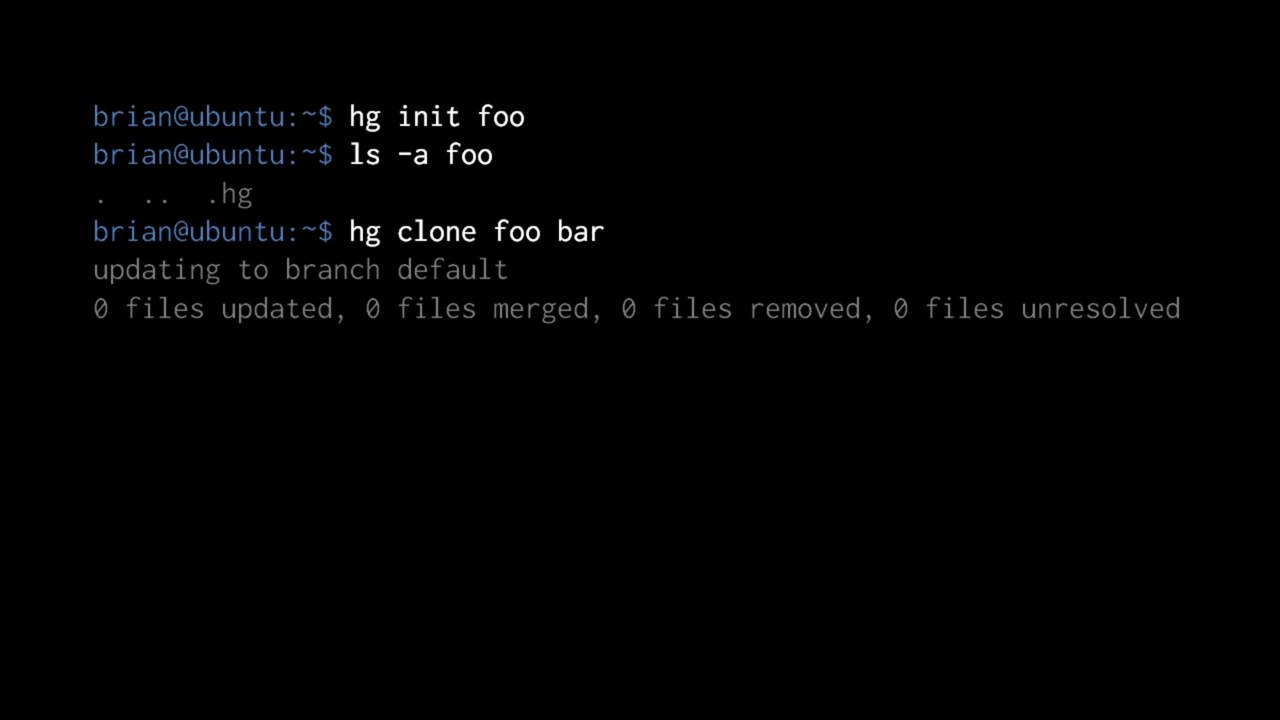 brian@ubuntu:~$ hg init foo
brian@ubuntu:~$ ls -a foo
.  ..  .hg
brian@ubuntu:~$ hg clone foo bar
updating to branch default
0 files updated, 0 files merged, 0 files removed, 0 files unresolved